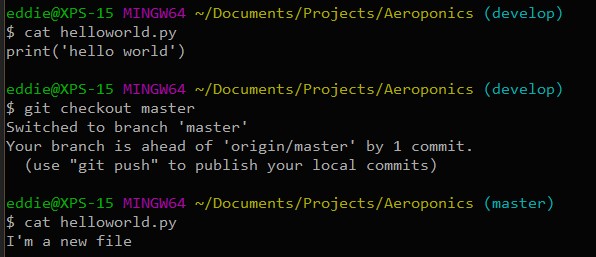 eddie@XPS-15 MINGW64 ~/Documents/Projects/Aeroponics (develop)
$ cat helloworld.py
print('hello world')
eddie@XPS-15 MINGW64 ~/Documents/Projects/Aeroponics (develop)
$ git checkout master
Switched to branch 'master'
Your branch is ahead of 'origin/master' by 1 commit.
  (use "git push" to publish your local commits)
eddie@XPS-15 MINGW64 ~/Documents/Projects/Aeroponics (master)
$ cat helloworld.py
I'm a new file